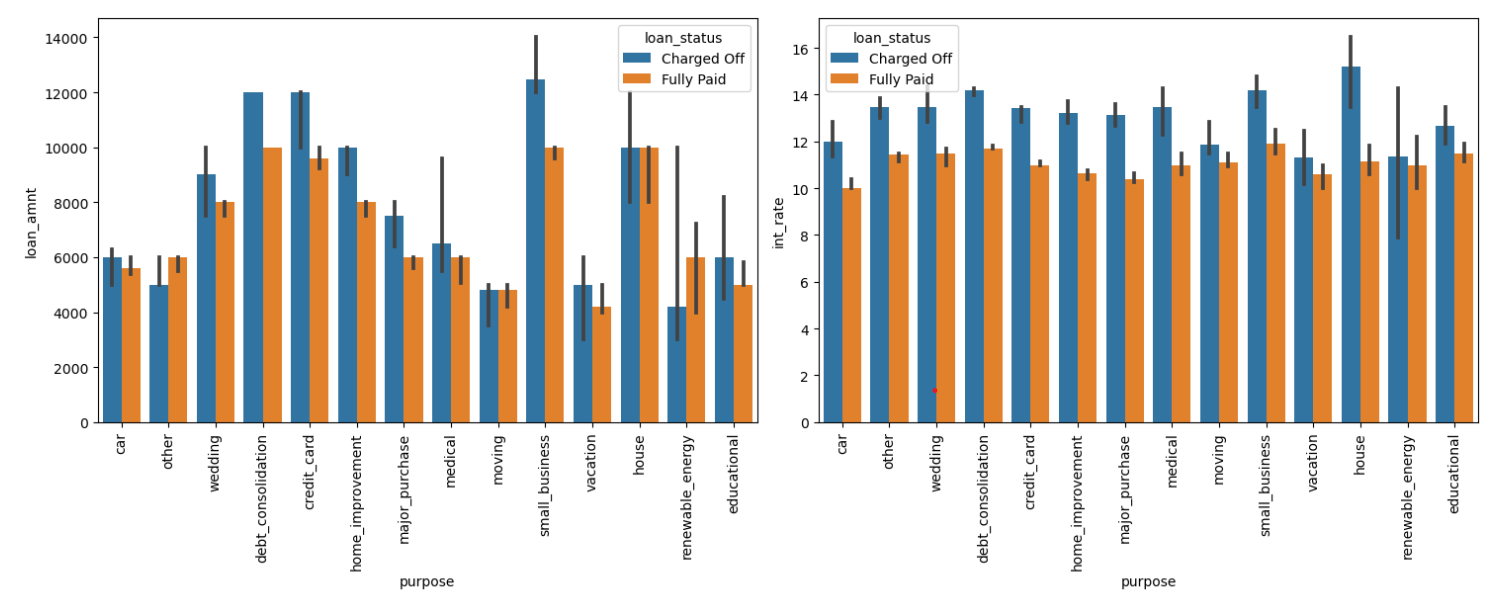 loan_amnt
14000
12000
10000
8000
6000
4000
2000
0
loan_status
Charged Off
Fully Paid
car
other
wedding
debt_consolidation
credit_card
home_improvement
major_purchase
medical
moving
small_business
vacation
house
renewable_energy
educational
purpose
int_rate
16
14
12
10
8
6
4
2
0
loan_status
Charged Off
Fully Paid
car
other
wedding
debt_consolidation
credit_card
home_improvement
major_purchase
medical
moving
small_business
vacation
house
renewable_energy
educational
purpose